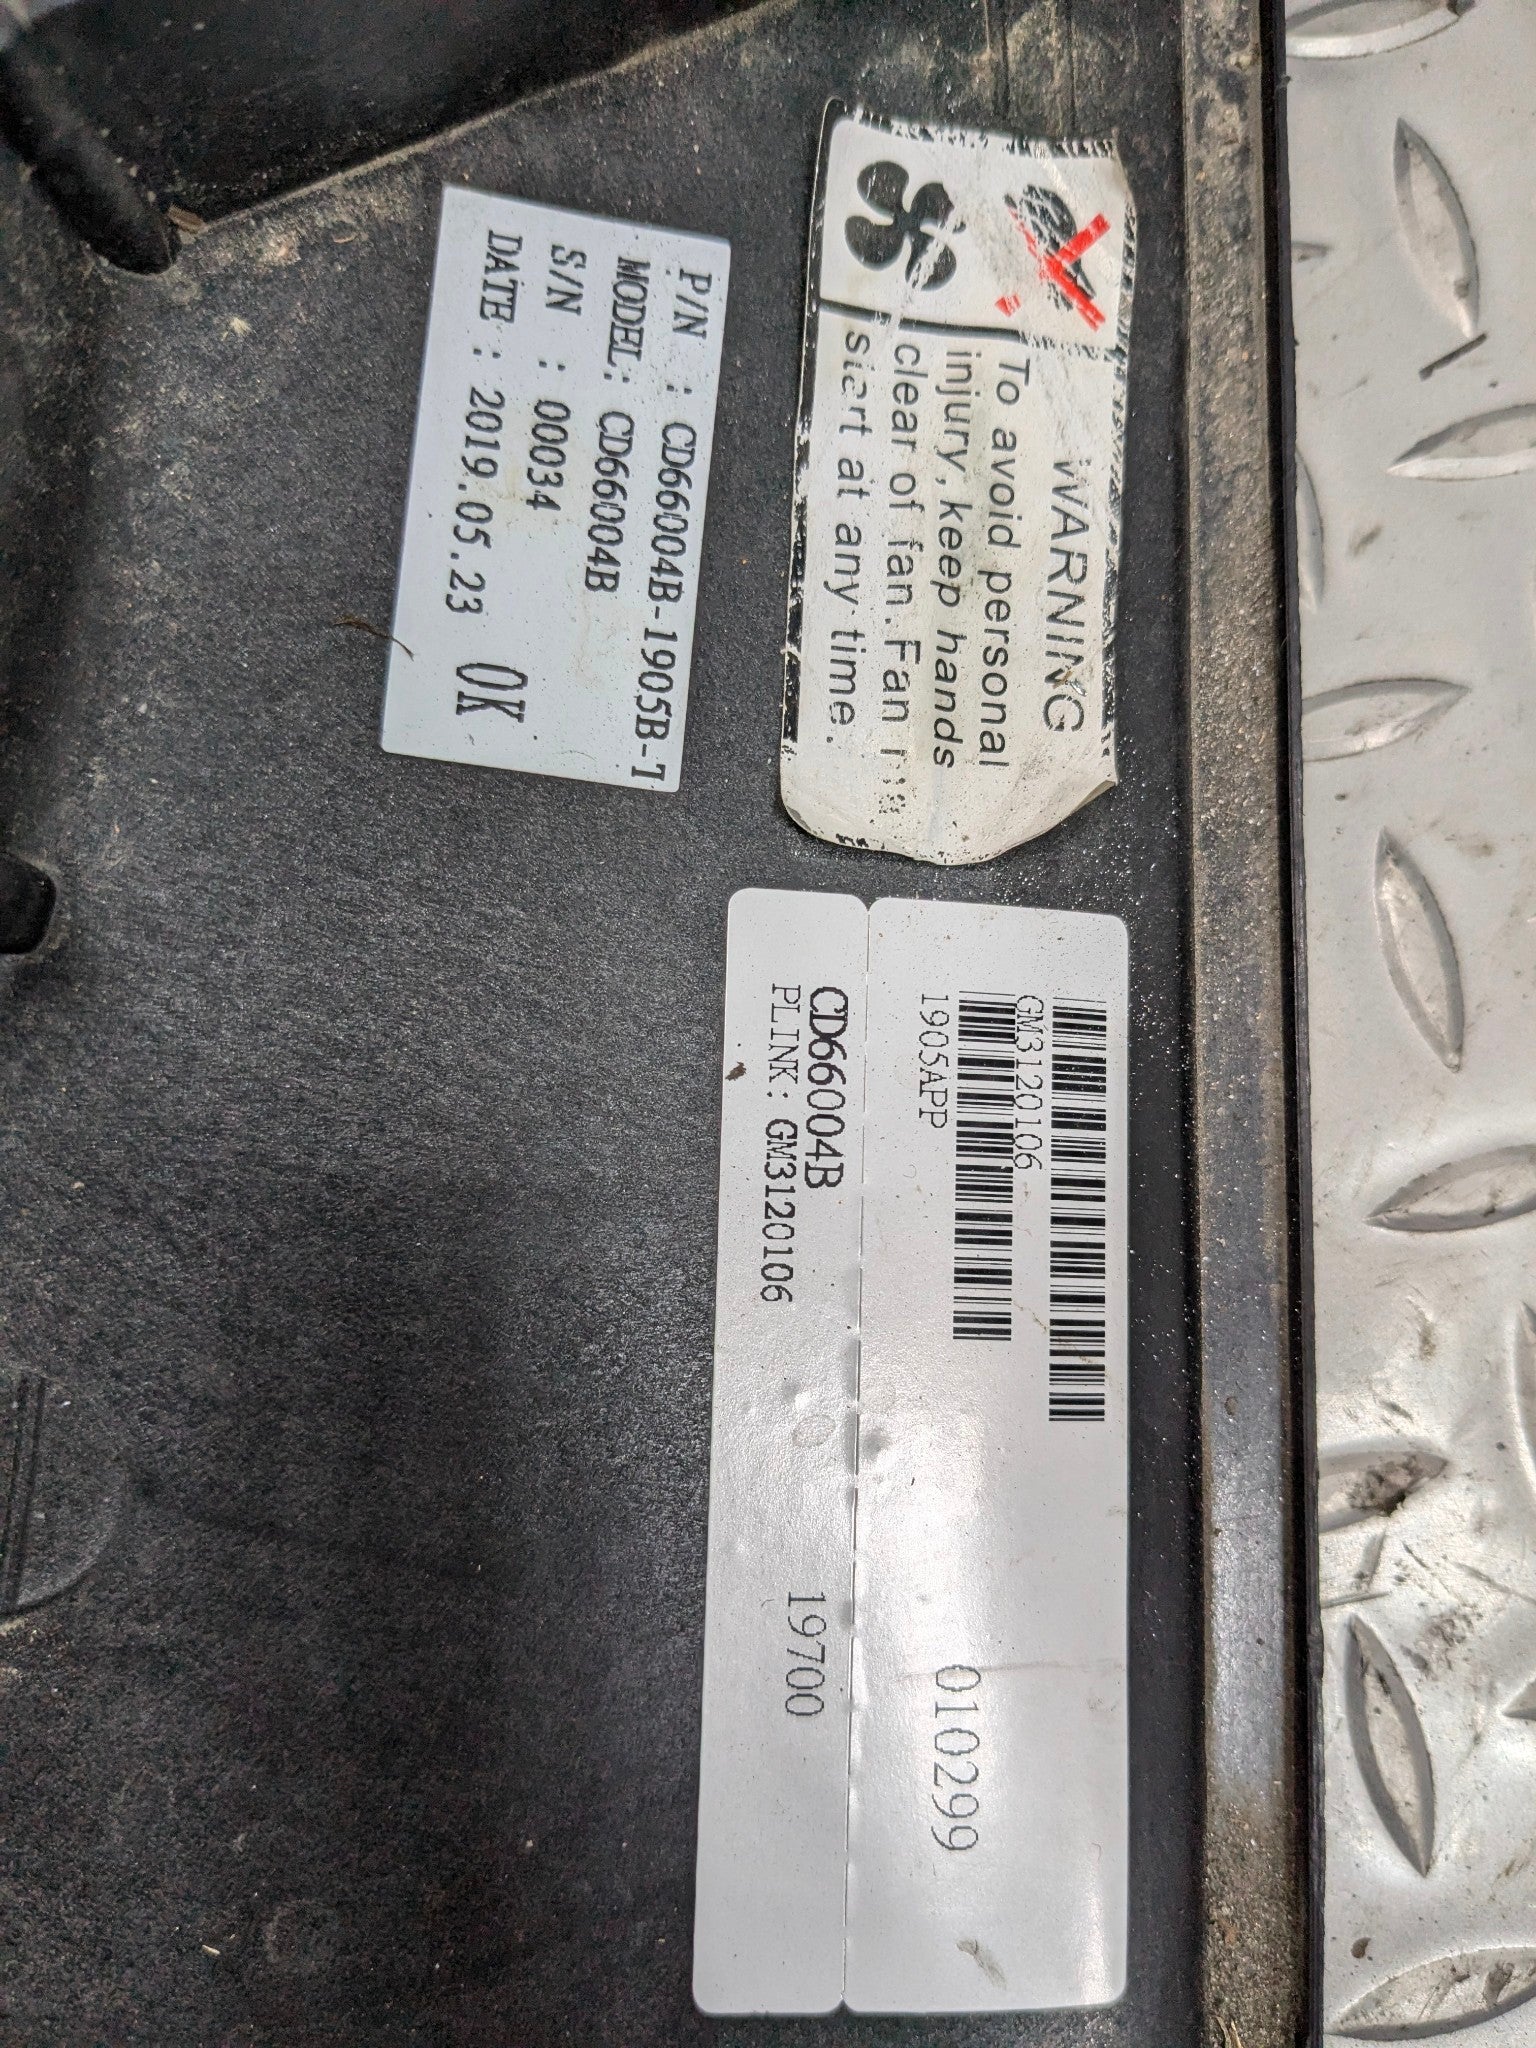 WARNING
To avoid personal
injury, keep hands
clear of fan. Fan
start at any time.
P/N : CD66004B-1905B-T
MODEL: CD66004B
S/N : 00034
DATE : 2019.05.23 OK
GM3120106
1905APP
010299
CD66004B
PLINK: GM3120106
19700